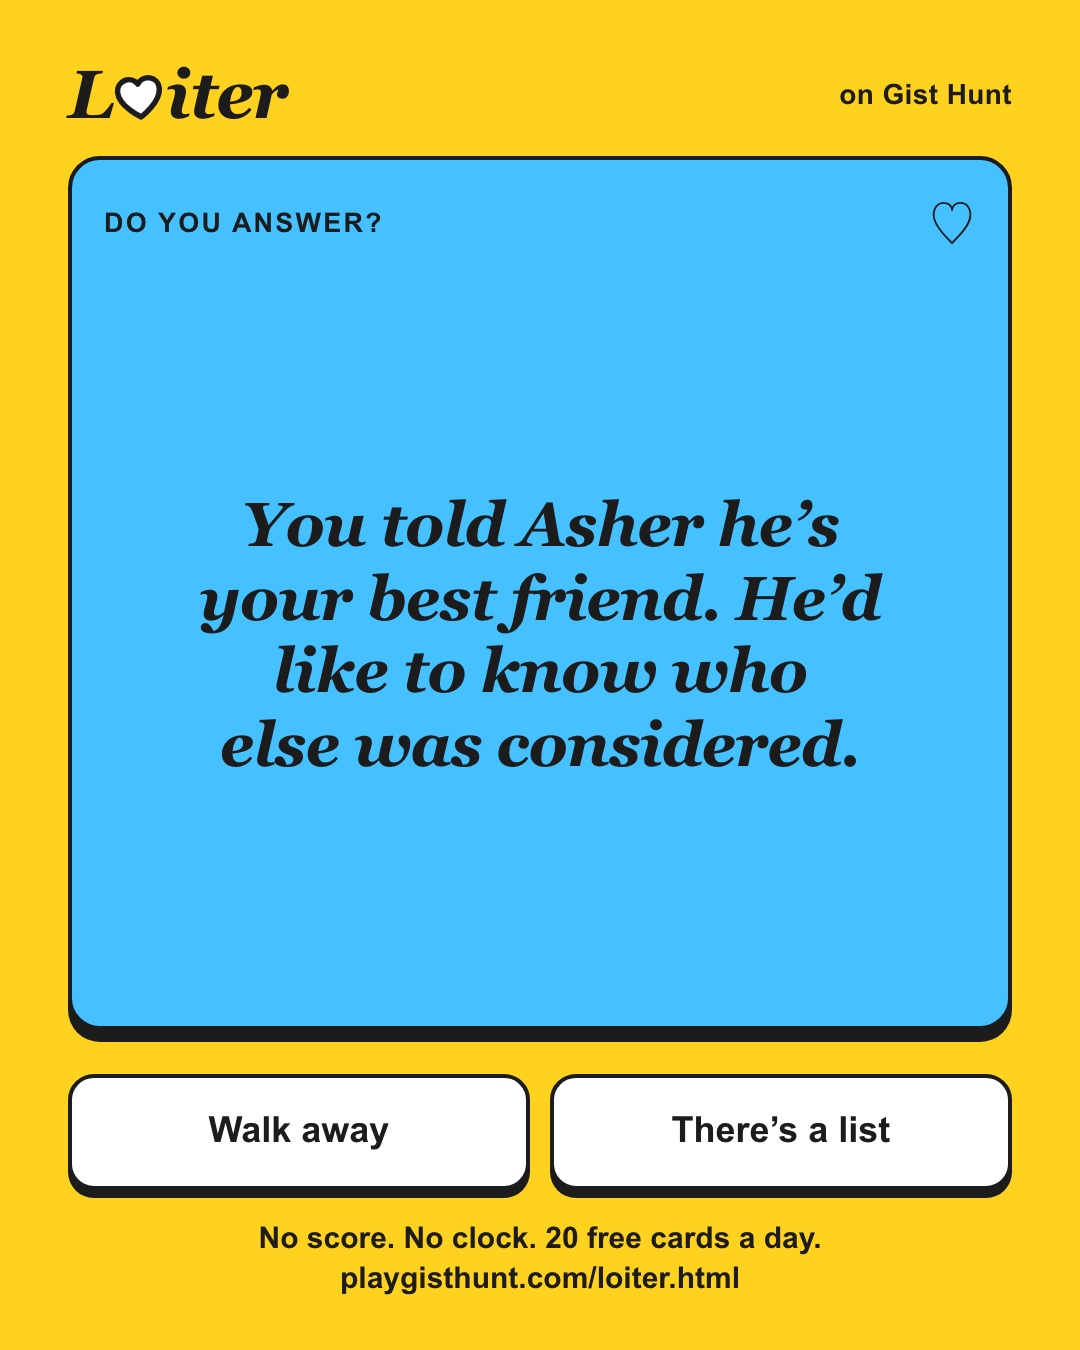 Loiter
on Gist Hunt
DO YOU ANSWER?
You told Asher he’s
your best friend. He’d
like to know who
else was considered.
Walk away
There’s a list
No score. No clock. 20 free cards a day.
playgisthunt.com/loiter.html